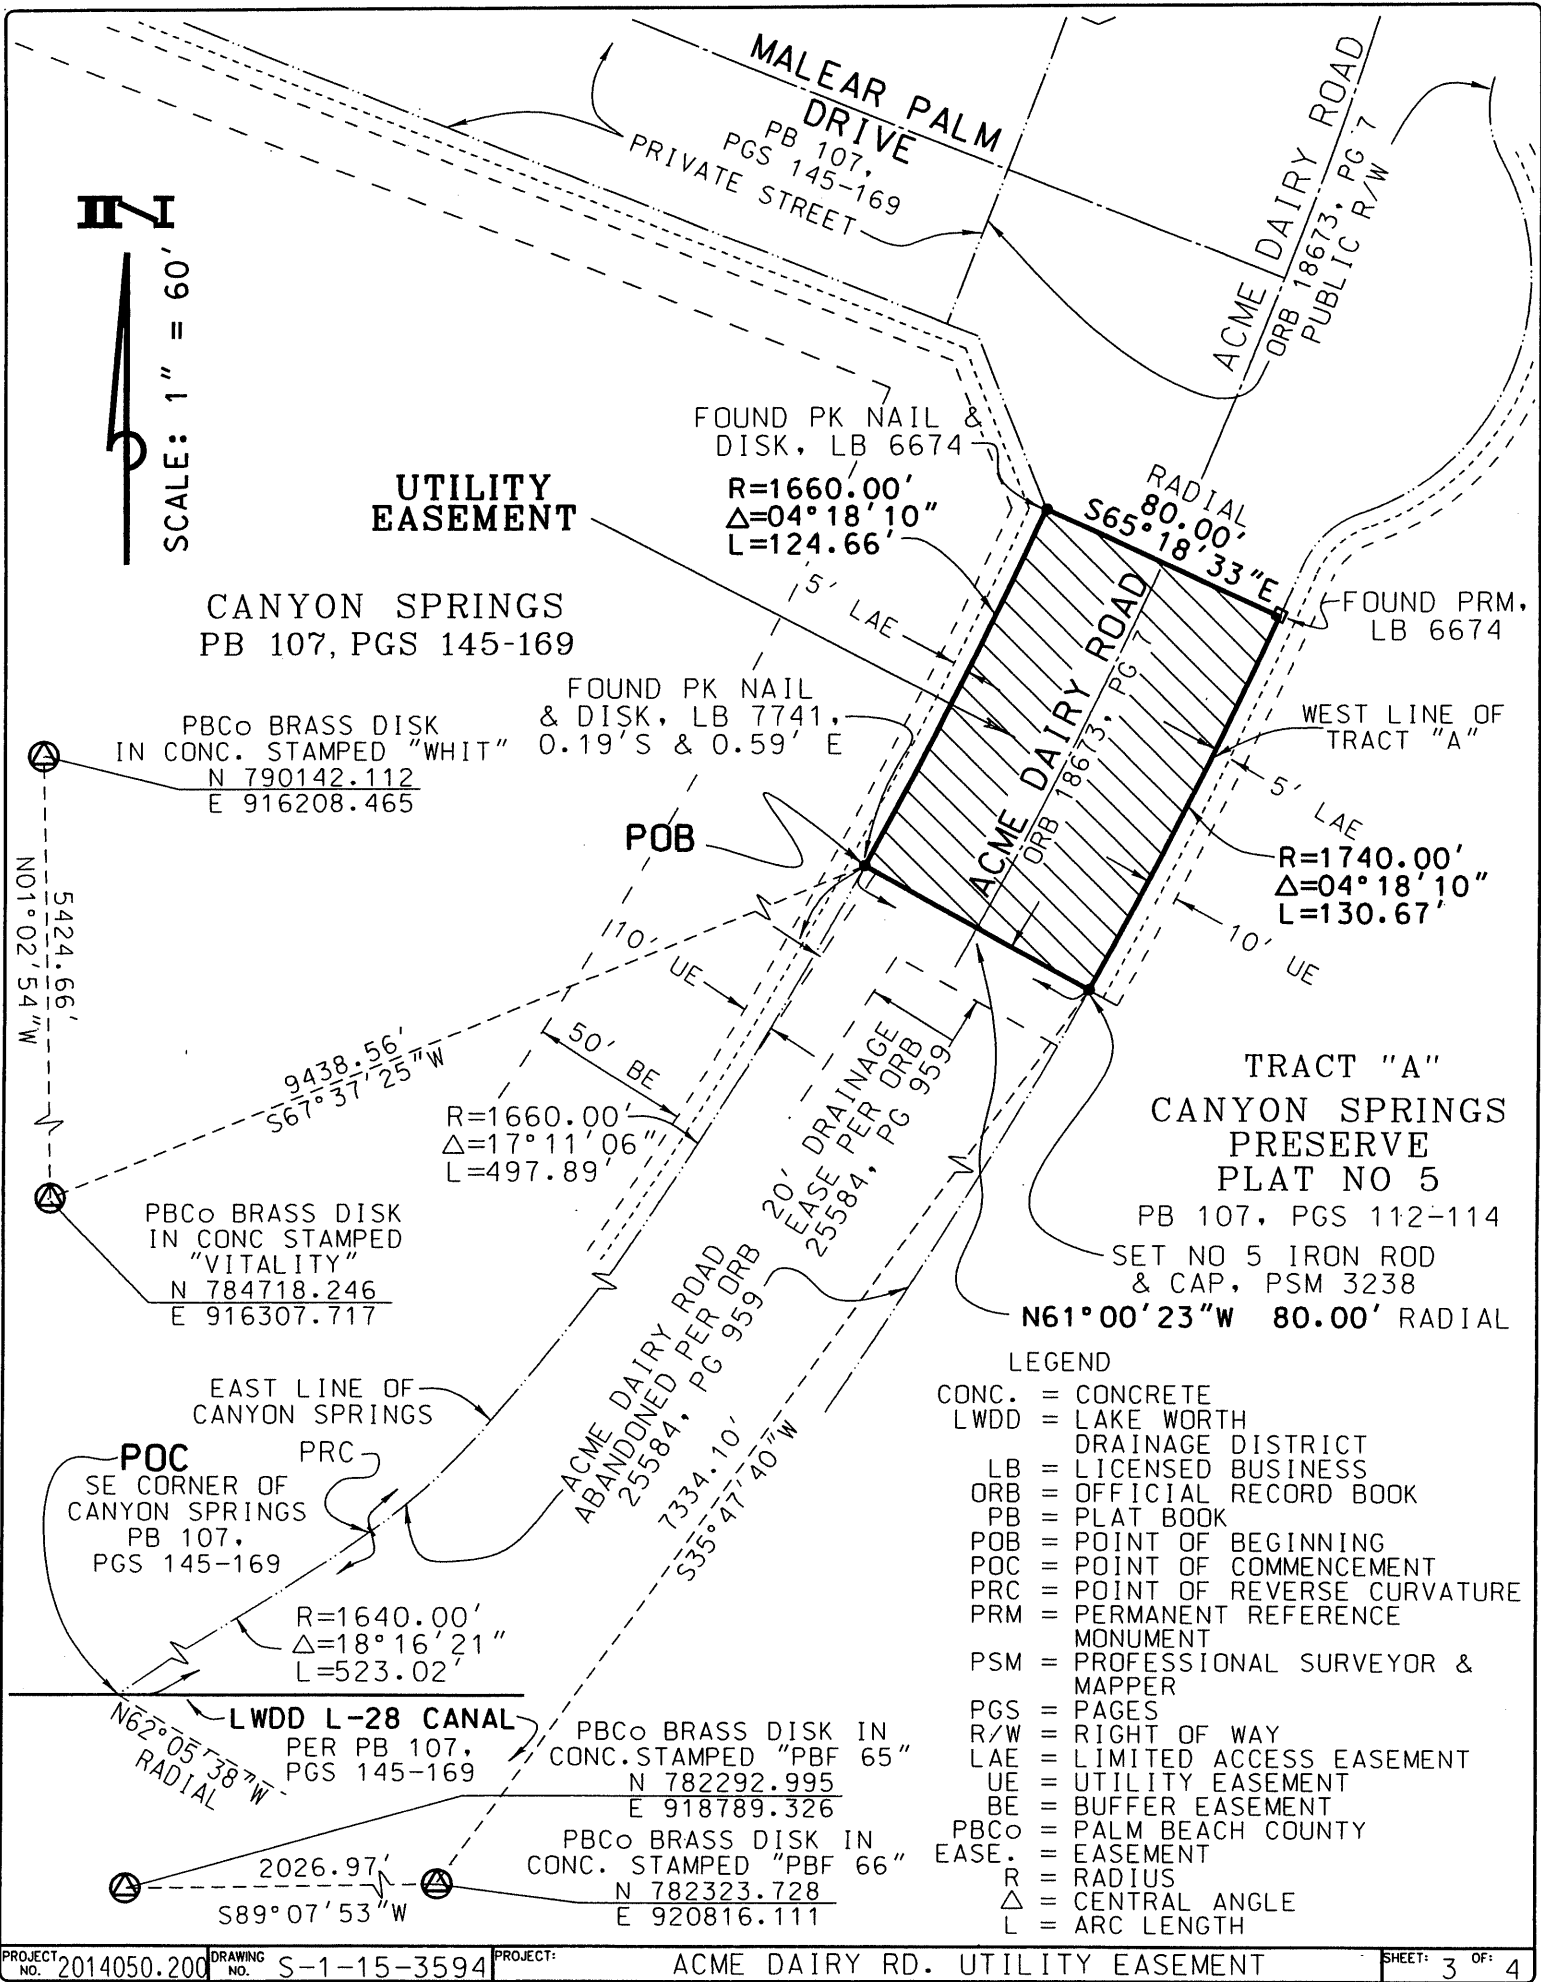 MALEAR PALM
DRIVE
PB 107,
PGS 145-169
PRIVATE STREET
ACME DAIRY ROAD
ORB 18673, PG 7
PUBLIC R/W
N
SCALE: 1" = 60'
FOUND PK NAIL &
DISK, LB 6674
R=1660.00'
△=04°18'10"
L=124.66'
RADIAL
80.00'
S65°18'33"E
UTILITY
EASEMENT
5' LAE
CANYON SPRINGS
PB 107, PGS 145-169
FOUND PRM,
LB 6674
FOUND PK NAIL
& DISK, LB 7741,
0.19'S & 0.59' E
ACME DAIRY ROAD
ORB 18673, PG 7
WEST LINE OF
TRACT "A"
PBCo BRASS DISK
IN CONC. STAMPED "WHIT"
N 790142.112
E 916208.465
5' LAE
POB
R=1740.00'
△=04°18'10"
L=130.67'
5424.66'
N01°02'54"W
10' UE
10' UE
9438.56'
S67°37'25"W
50' BE
R=1660.00'
△=17°11'06"
L=497.89'
20' DRAINAGE
EASE PER ORB
25584, PG 959
TRACT "A"
CANYON SPRINGS
PRESERVE
PLAT NO 5
PB 107, PGS 112-114
PBCo BRASS DISK
IN CONC STAMPED
"VITALITY"
N 784718.246
E 916307.717
SET NO 5 IRON ROD
& CAP, PSM 3238
N61°00'23"W 80.00' RADIAL
ACME DAIRY ROAD
ABANDONED PER ORB
25584, PG 959
EAST LINE OF
CANYON SPRINGS
7334.10'
S35°47'40"W
POC
SE CORNER OF
CANYON SPRINGS
PB 107,
PGS 145-169
PRC
R=1640.00'
△=18°16'21"
L=523.02'
N62°05'38"W
RADIAL
LWDD L-28 CANAL
PER PB 107,
PGS 145-169
PBCo BRASS DISK IN
CONC.STAMPED "PBF 65"
N 782292.995
E 918789.326
PBCo BRASS DISK IN
CONC. STAMPED "PBF 66"
N 782323.728
E 920816.111
2026.97'
S89°07'53"W
LEGEND
CONC. = CONCRETE
LWDD = LAKE WORTH
DRAINAGE DISTRICT
LB = LICENSED BUSINESS
ORB = OFFICIAL RECORD BOOK
PB = PLAT BOOK
POB = POINT OF BEGINNING
POC = POINT OF COMMENCEMENT
PRC = POINT OF REVERSE CURVATURE
PRM = PERMANENT REFERENCE
MONUMENT
PSM = PROFESSIONAL SURVEYOR &
MAPPER
PGS = PAGES
R/W = RIGHT OF WAY
LAE = LIMITED ACCESS EASEMENT
UE = UTILITY EASEMENT
BE = BUFFER EASEMENT
PBCo = PALM BEACH COUNTY
EASE. = EASEMENT
R = RADIUS
△ = CENTRAL ANGLE
L = ARC LENGTH
PROJECT NO. 2014050.200 DRAWING NO. S-1-15-3594 PROJECT: ACME DAIRY RD. UTILITY EASEMENT SHEET: 3 OF: 4